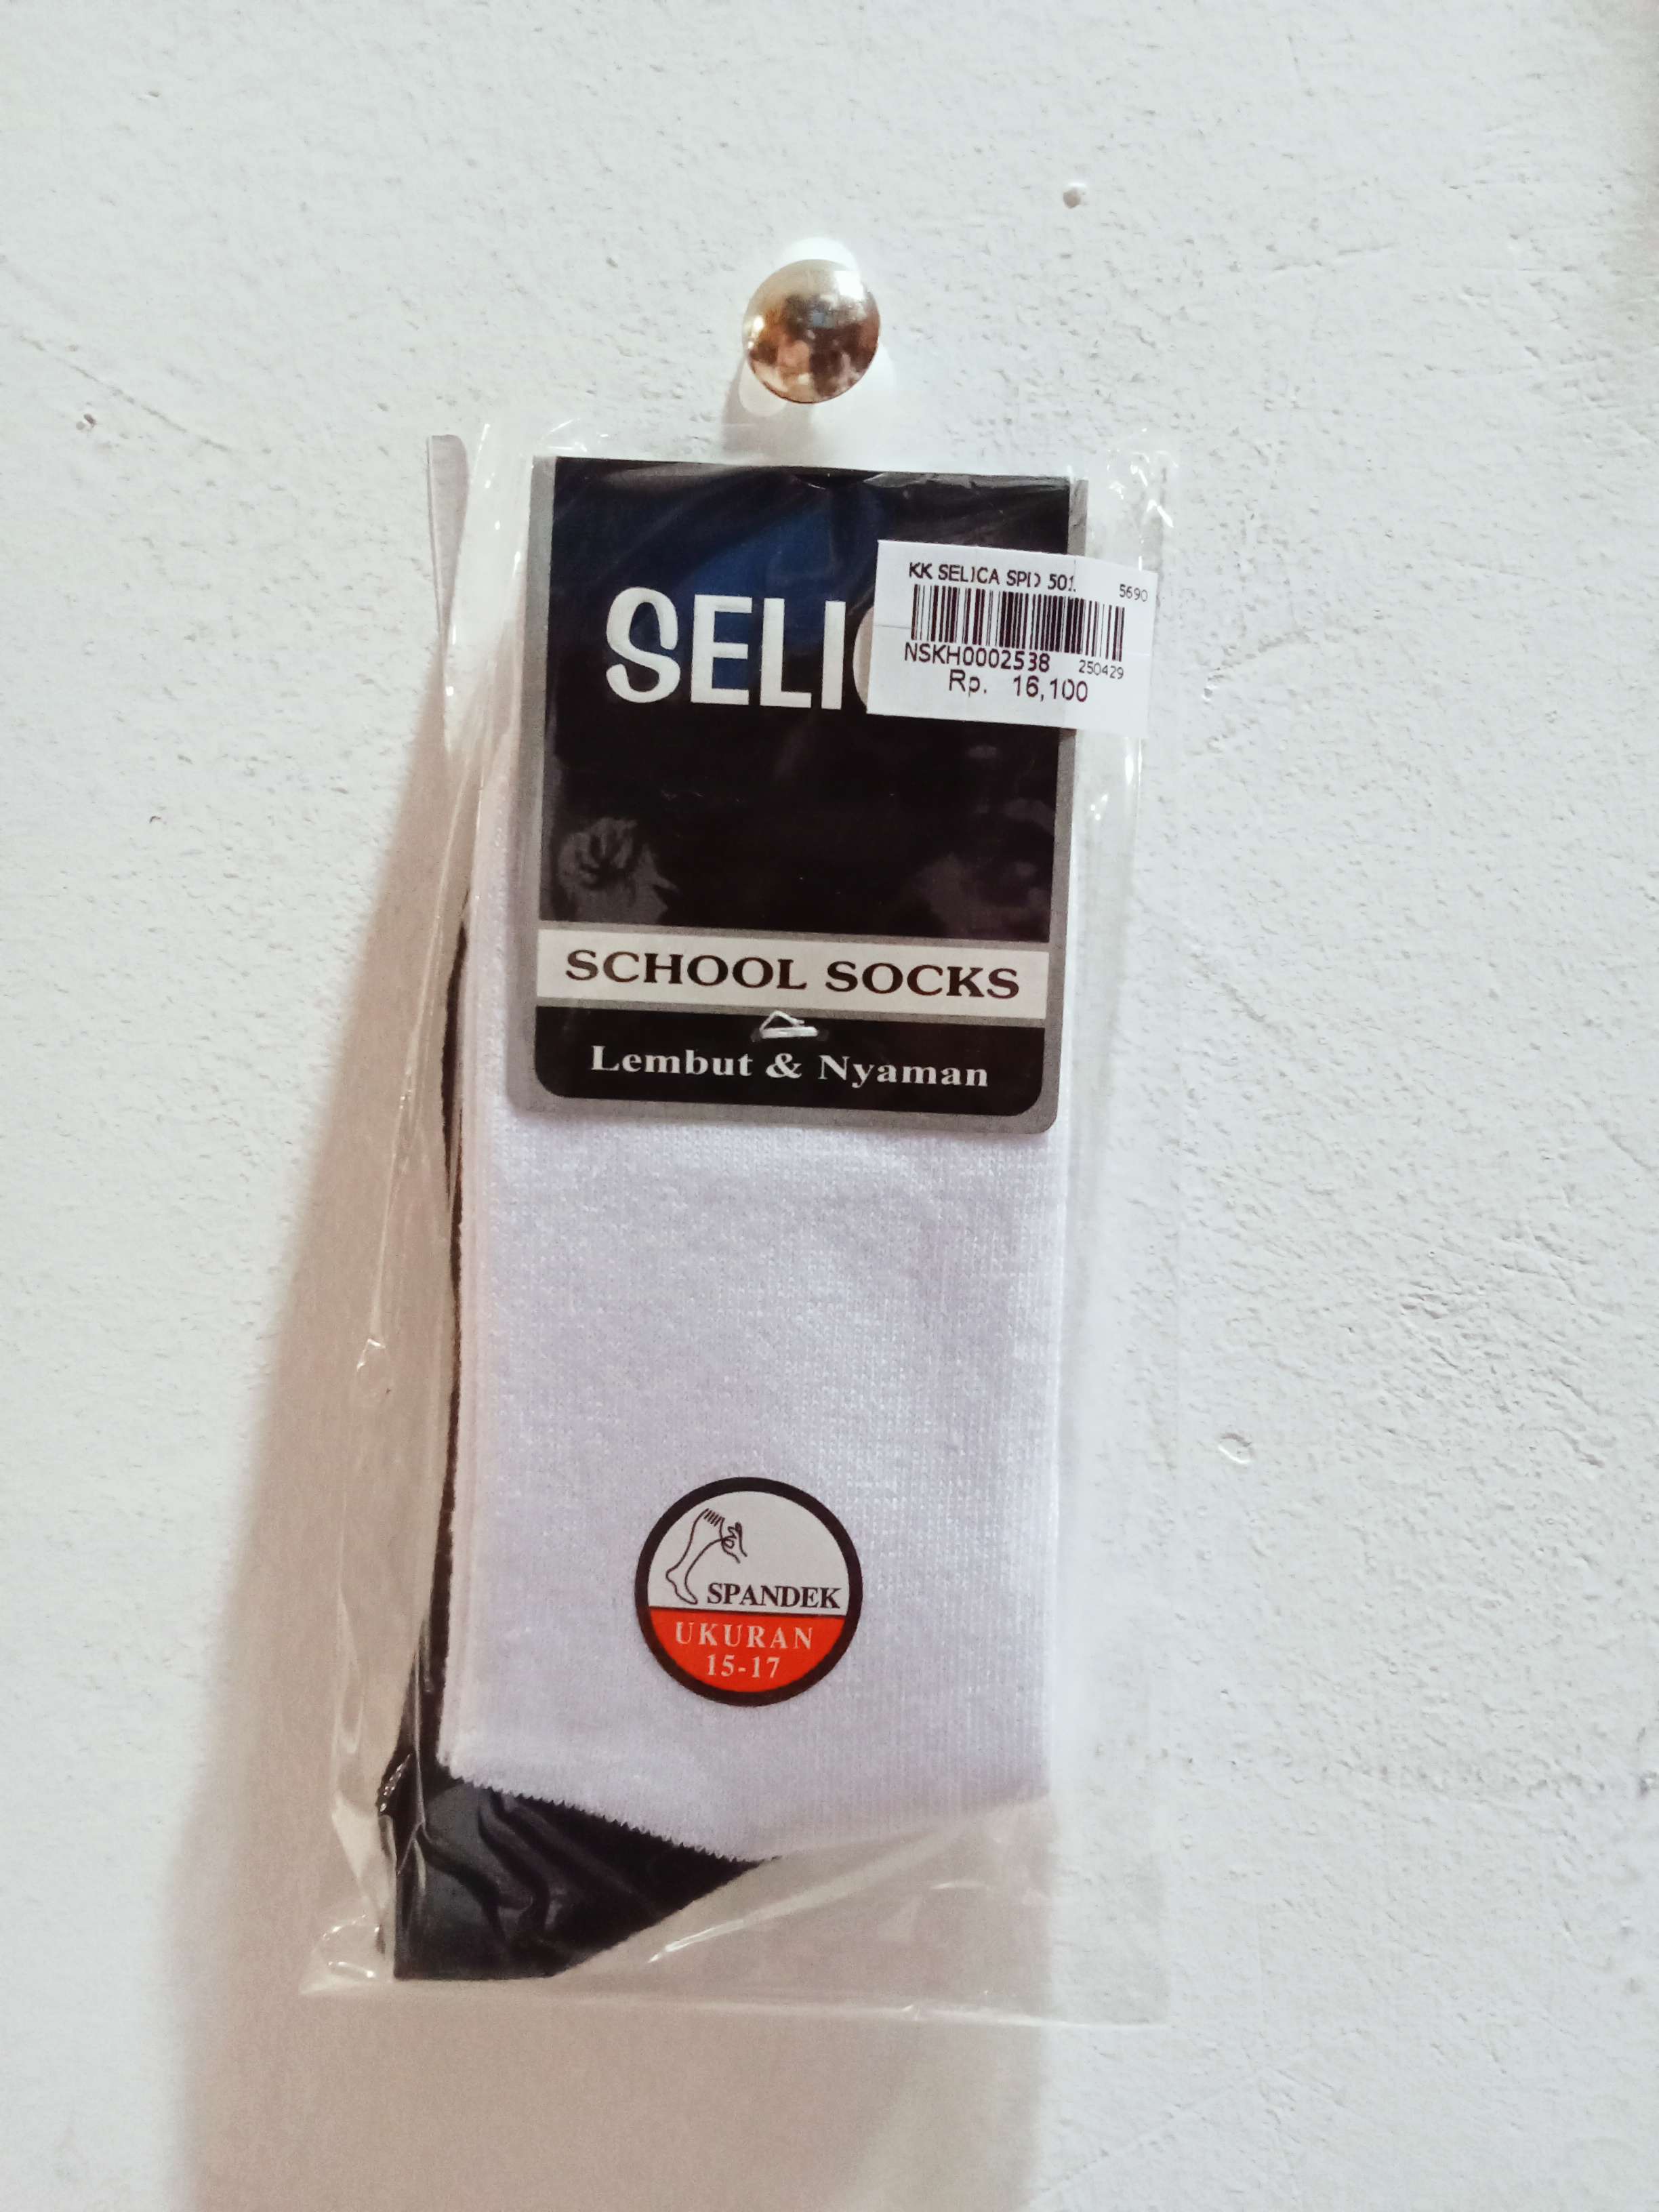 SELI
KK SELICA SPD 501
5690
NSKH0002538
250429
Rp. 16,100
SCHOOL SOCKS
Lembut & Nyaman
SPANDEK
UKURAN
15-17